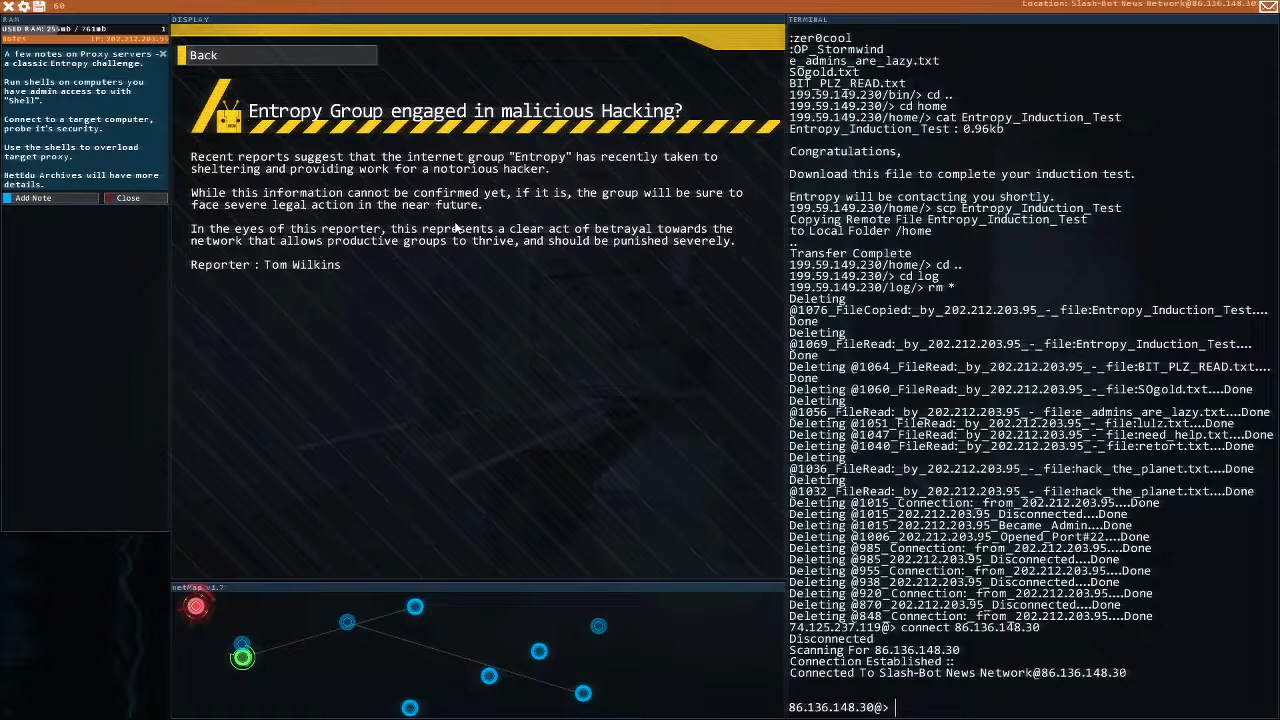 60
Location: Slash-Bot News Network@86.136.148.30
RAM
USED RAM: 255mb / 761mb
1
notes
IP: 202.212.203.95
A few notes on Proxy servers -
a classic Entropy challenge.
Run shells on computers you
have admin access to with
"Shell".
Connect to a target computer,
probe it's security.
Use the shells to overload
target proxy.
NetEdu Archives will have more
details.
Add Note
Close
DISPLAY
Back
Entropy Group engaged in malicious Hacking?
Recent reports suggest that the internet group "Entropy" has recently taken to
sheltering and providing work for a notorious hacker.
While this information cannot be confirmed yet, if it is, the group will be sure to
face severe legal action in the near future.
In the eyes of this reporter, this represents a clear act of betrayal towards the
network that allows productive groups to thrive, and should be punished severely.
Reporter : Tom Wilkins
netMap v1.7
TERMINAL
:zer0cool
:OP_Stormwind
e_admins_are_lazy.txt
SOgold.txt
BIT_PLZ_READ.txt
199.59.149.230/bin/> cd ..
199.59.149.230/> cd home
199.59.149.230/home/> cat Entropy_Induction_Test
Entropy_Induction_Test : 0.96kb
Congratulations,
Download this file to complete your induction test.
Entropy will be contacting you shortly.
199.59.149.230/home/> scp Entropy_Induction_Test
Copying Remote File Entropy_Induction_Test
to Local Folder /home
..
Transfer Complete
199.59.149.230/home/> cd ..
199.59.149.230/> cd log
199.59.149.230/log/> rm *
Deleting
@1076_FileCopied:_by_202.212.203.95_-_file:Entropy_Induction_Test....
Done
Deleting
@1069_FileRead:_by_202.212.203.95_-_file:Entropy_Induction_Test....
Done
Deleting @1064_FileRead:_by_202.212.203.95_-_file:BIT_PLZ_READ.txt....
Done
Deleting @1060_FileRead:_by_202.212.203.95_-_file:SOgold.txt....Done
Deleting
@1056_FileRead:_by_202.212.203.95_-_file:e_admins_are_lazy.txt....Done
Deleting @1051_FileRead:_by_202.212.203.95_-_file:lulz.txt....Done
Deleting @1047_FileRead:_by_202.212.203.95_-_file:need_help.txt....Done
Deleting @1040_FileRead:_by_202.212.203.95_-_file:retort.txt....Done
Deleting
@1036_FileRead:_by_202.212.203.95_-_file:hack_the_planet.txt....Done
Deleting
@1032_FileRead:_by_202.212.203.95_-_file:hack_the_planet.txt....Done
Deleting @1015_Connection:_from_202.212.203.95....Done
Deleting @1015_202.212.203.95_Disconnected....Done
Deleting @1015_202.212.203.95_Became_Admin....Done
Deleting @1006_202.212.203.95_Opened_Port#22....Done
Deleting @985_Connection:_from_202.212.203.95....Done
Deleting @985_202.212.203.95_Disconnected....Done
Deleting @955_Connection:_from_202.212.203.95....Done
Deleting @938_202.212.203.95_Disconnected....Done
Deleting @920_Connection:_from_202.212.203.95....Done
Deleting @870_202.212.203.95_Disconnected....Done
Deleting @848_Connection:_from_202.212.203.95....Done
74.125.237.119@> connect 86.136.148.30
Disconnected
Scanning For 86.136.148.30
Connection Established ::
Connected To Slash-Bot News Network@86.136.148.30
86.136.148.30@>